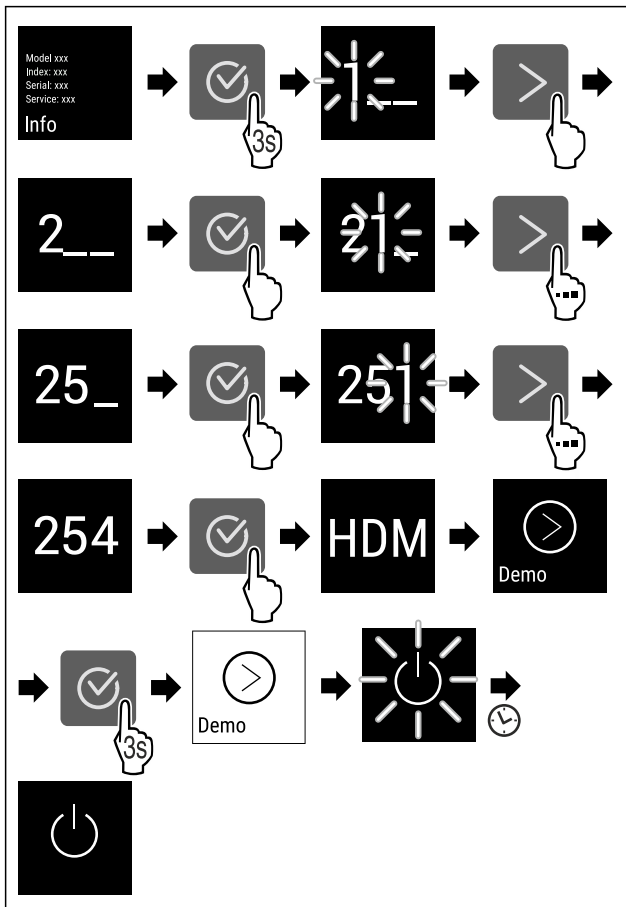 Model xxx
Index: xxx
Serial: xxx
Service: xxx
Info
3s
1__
2__
21_
25_
251
254
HDM
Demo
3s
Demo